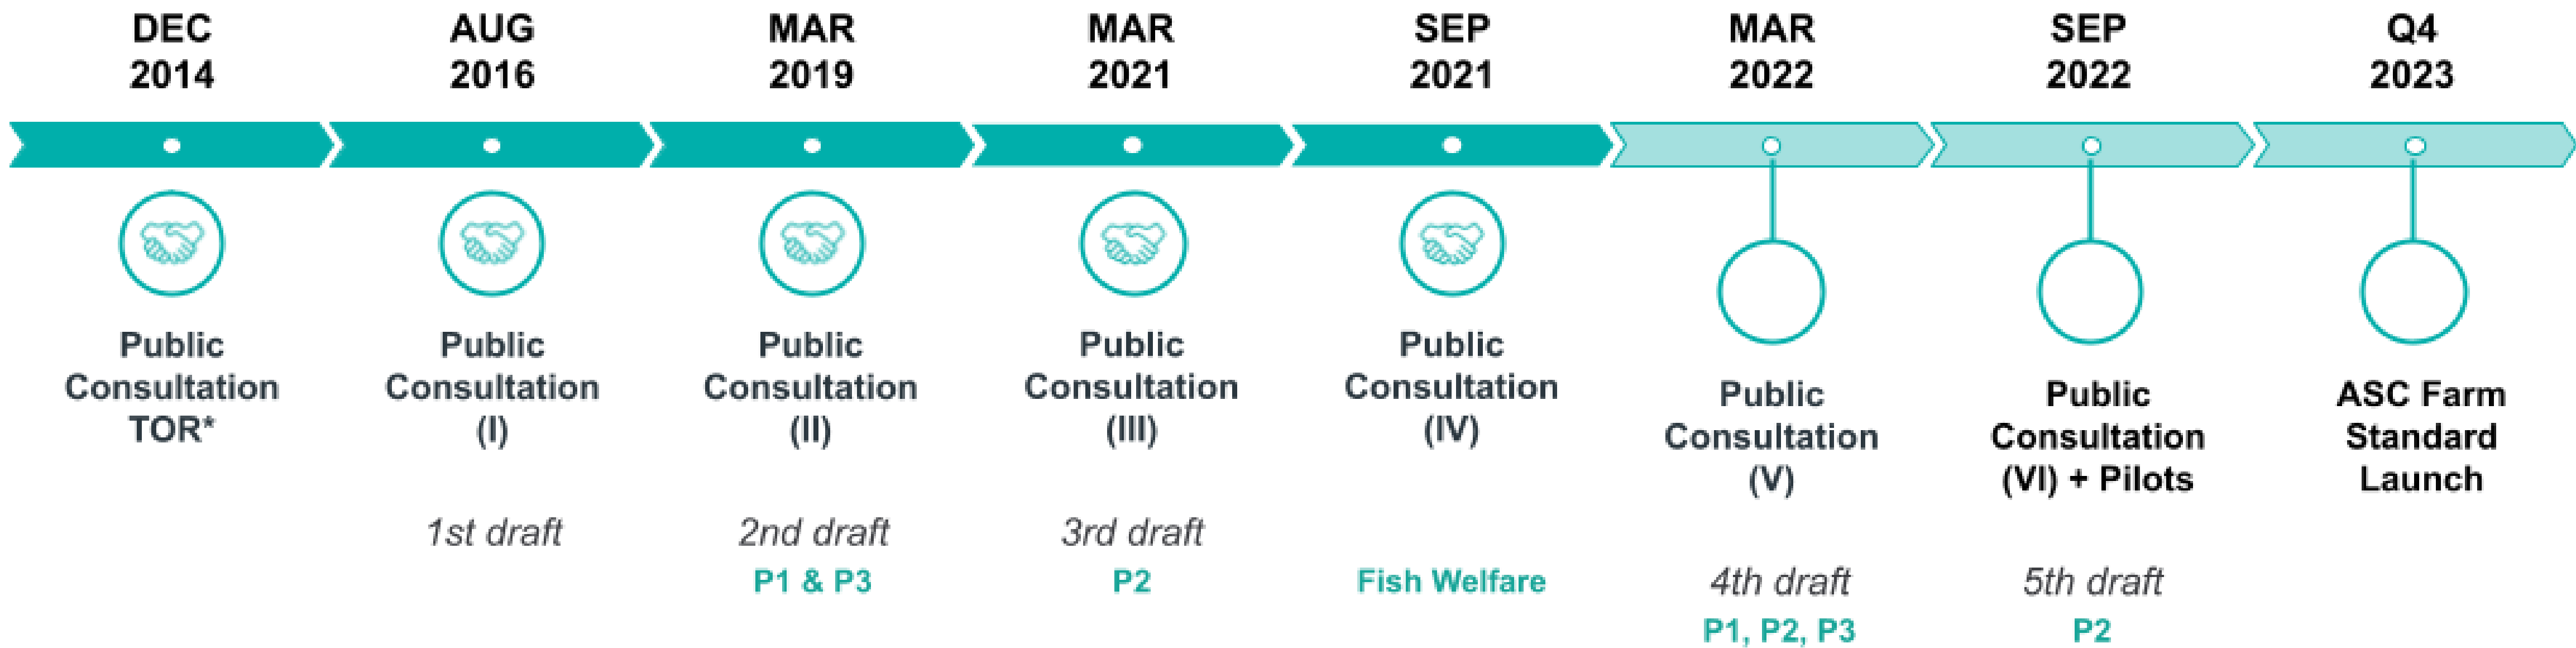 DEC
2014
AUG
2016
MAR
2019
MAR
2021
SEP
2021
MAR
2022
SEP
2022
Q4
2023
Public
Consultation
TOR*
Public
Consultation
(I)
1st draft
Public
Consultation
(II)
2nd draft
P1 & P3
Public
Consultation
(III)
3rd draft
P2
Public
Consultation
(IV)
Fish Welfare
Public
Consultation
(V)
4th draft
P1, P2, P3
Public
Consultation
(VI) + Pilots
5th draft
P2
ASC Farm
Standard
Launch